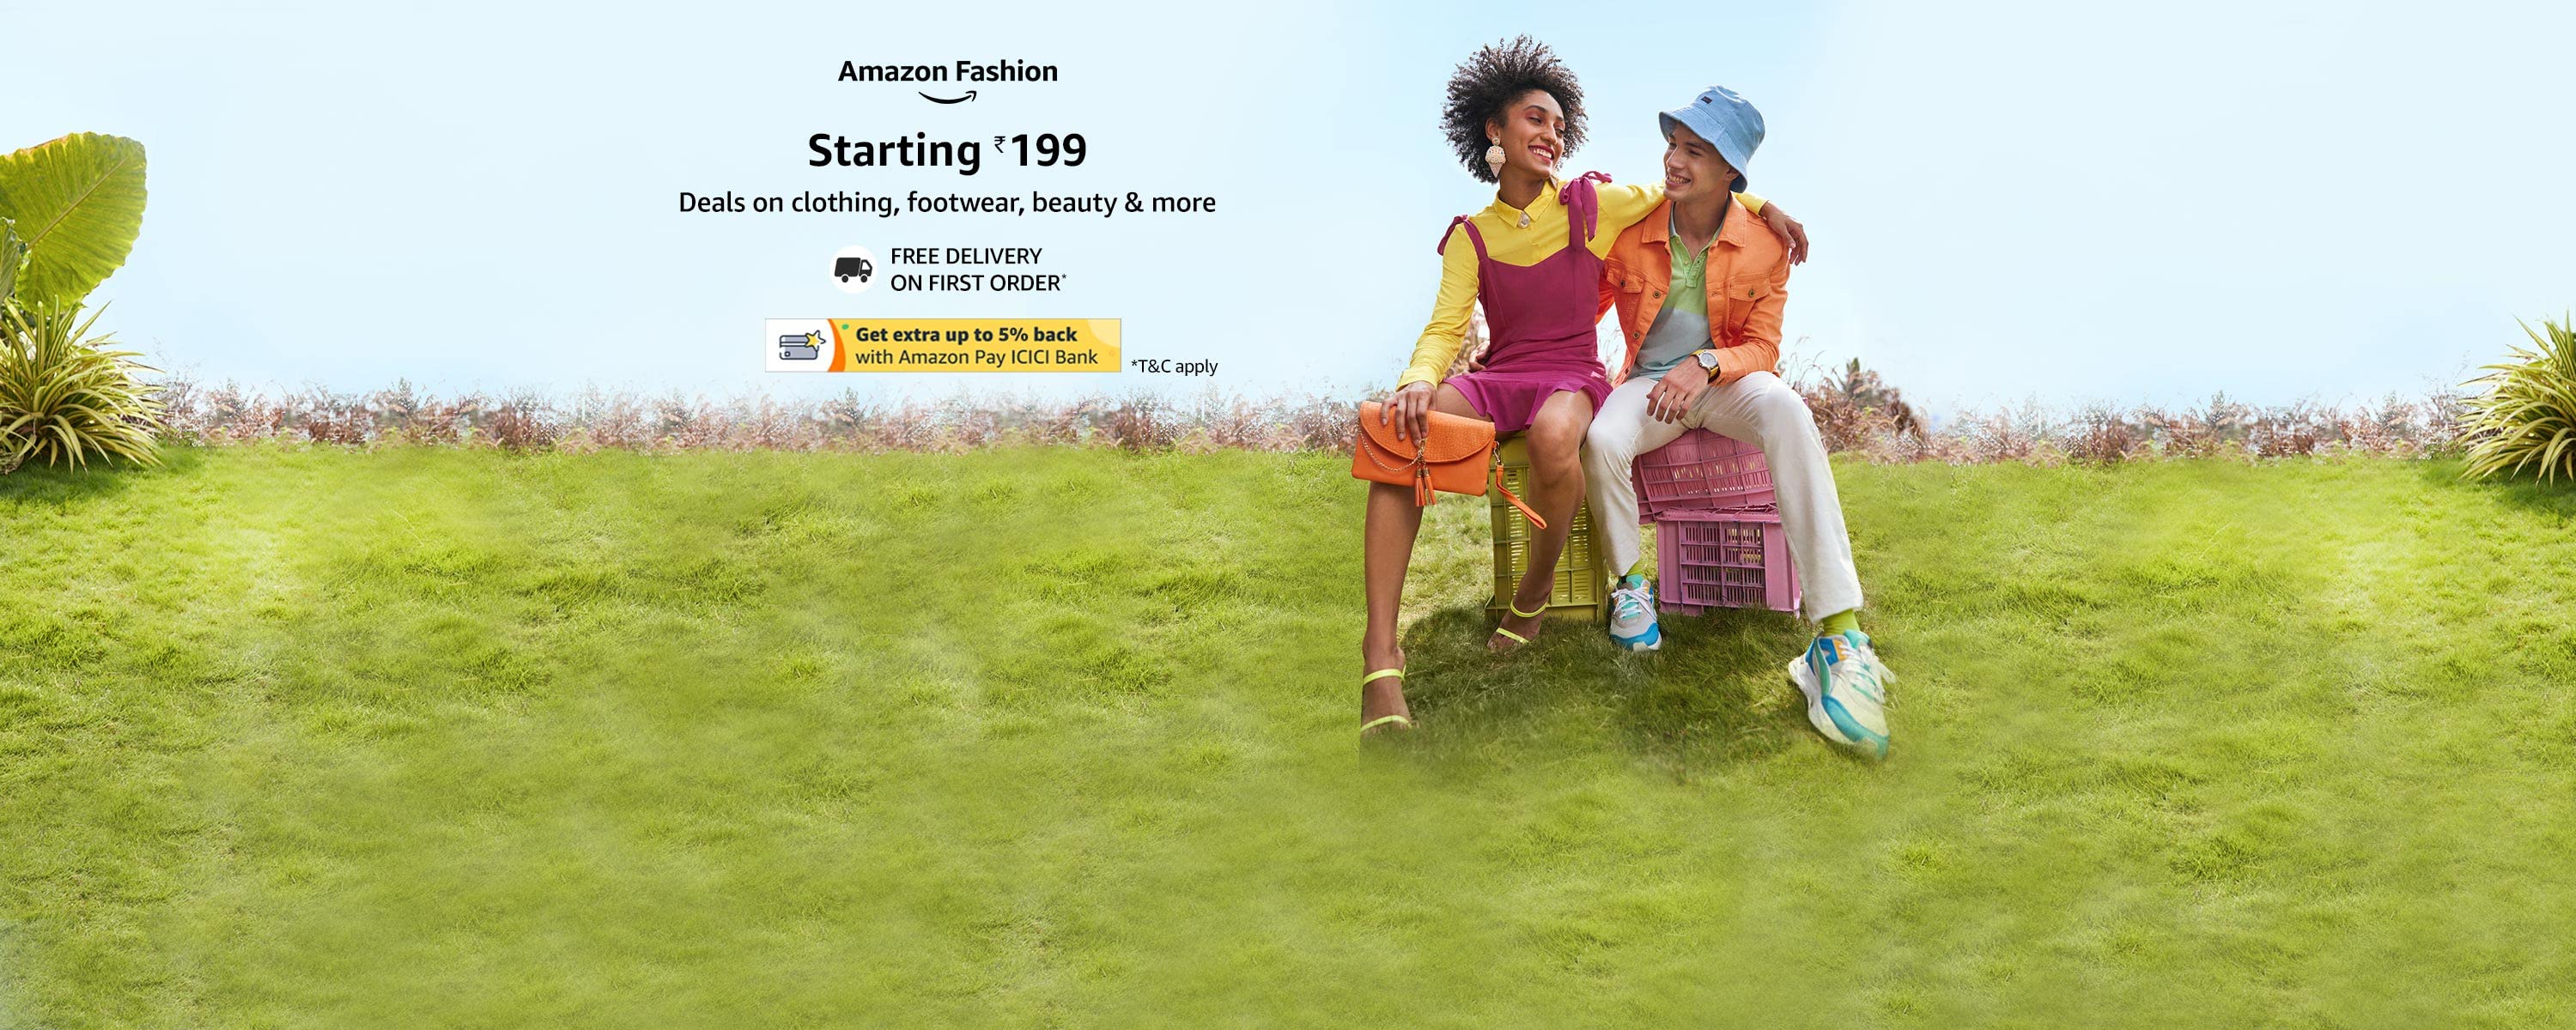 Amazon Fashion
Starting ₹199
Deals on clothing, footwear, beauty & more
FREE DELIVERY
ON FIRST ORDER*
Get extra up to 5% back
with Amazon Pay ICICI Bank
*T&C apply